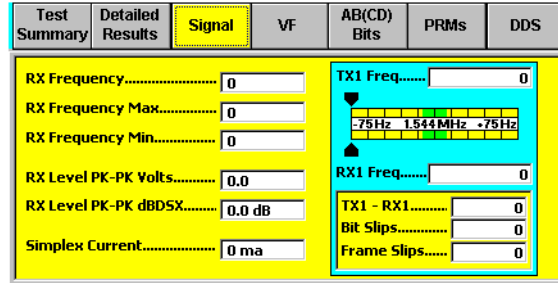 Test Summary
Detailed Results
Signal
VF
AB(CD) Bits
PRMs
DDS
RX Frequency....................... 0
RX Frequency Max.............. 0
RX Frequency Min............... 0
RX Level PK-PK Volts.......... 0.0
RX Level PK-PK dBDSX........ 0.0 dB
Simplex Current.................. 0 ma
TX1 Freq....... 0
-75Hz 1.544 MHz +75Hz
RX1 Freq....... 0
TX1 - RX1......... 0
Bit Slips............ 0
Frame Slips...... 0